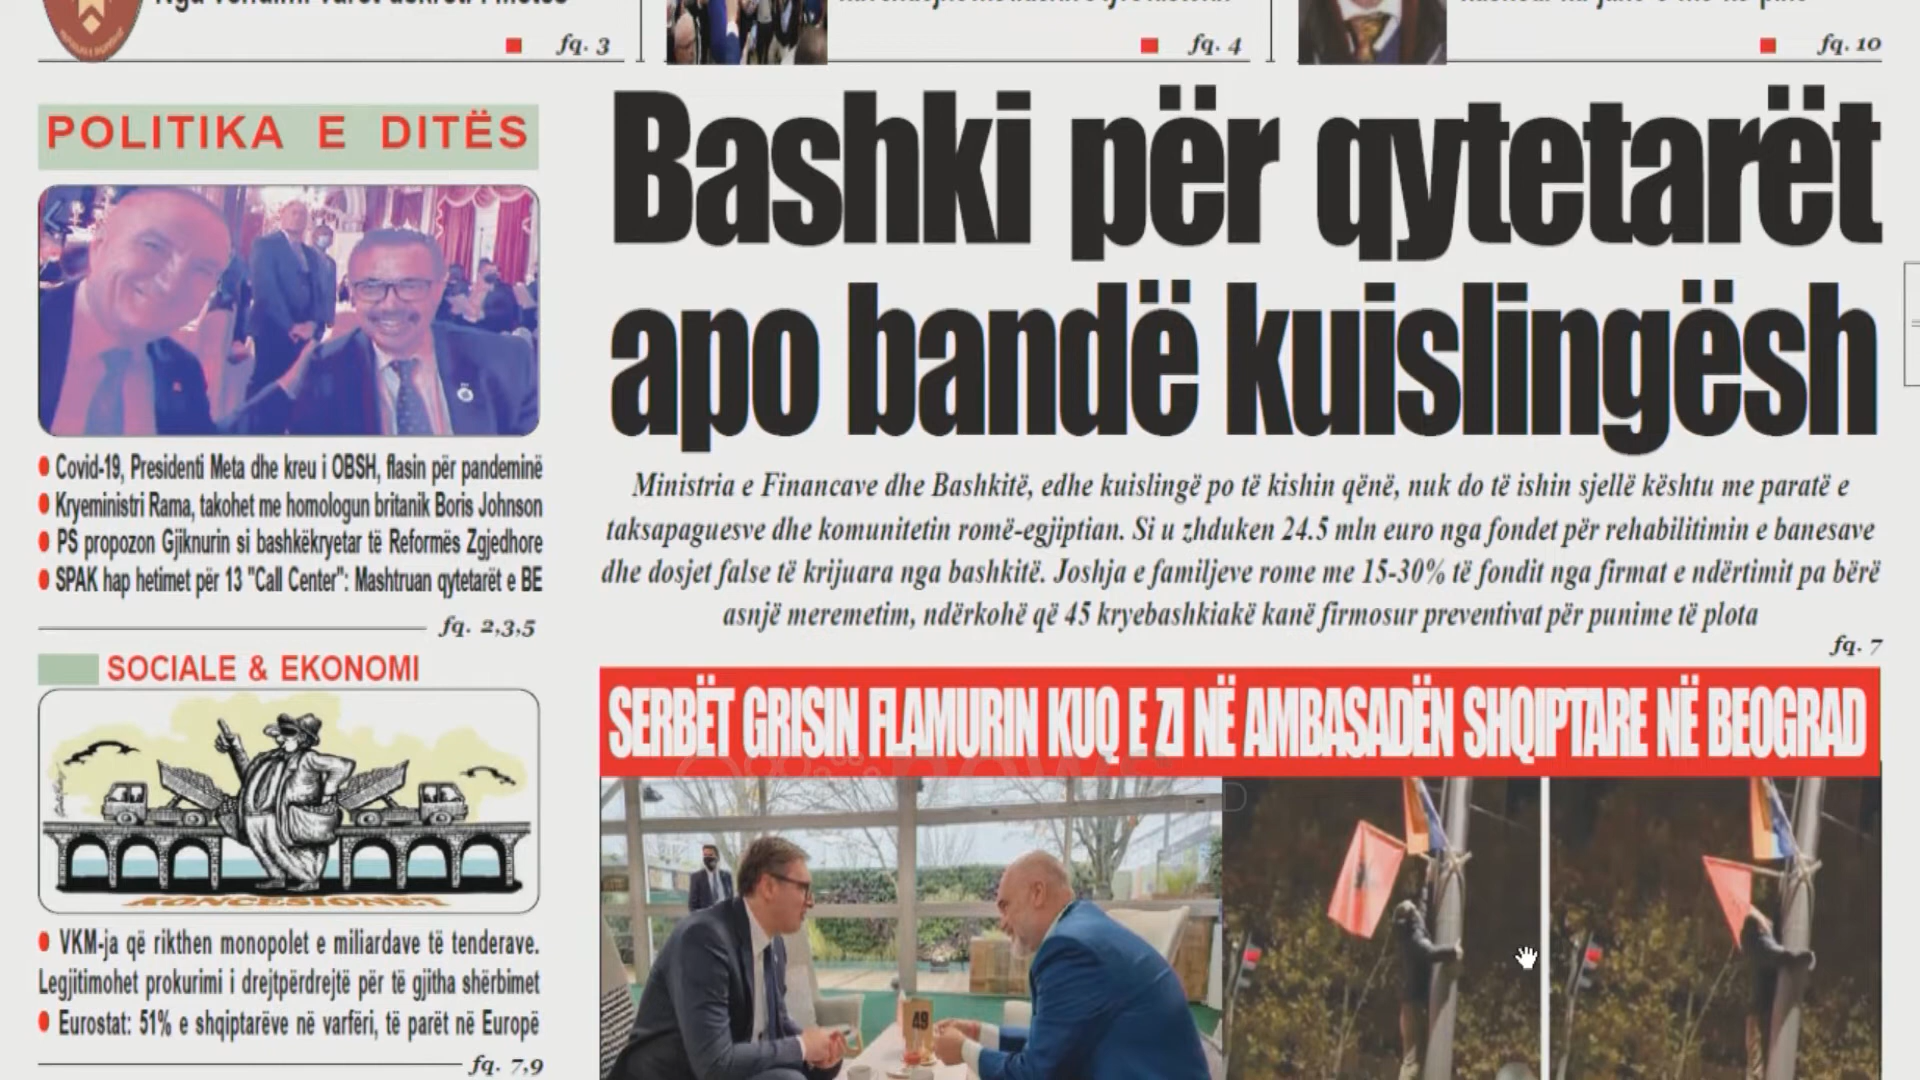 fq. 3
fq. 4
fq. 10
POLITIKA E DITËS
Covid-19, Presidenti Meta dhe kreu i OBSH, flasin për pandeminë
Kryeministri Rama, takohet me homologun britanik Boris Johnson
PS propozon Gjiknurin si bashkëkryetar të Reformës Zgjedhore
SPAK hap hetimet për 13 "Call Center": Mashtruan qytetarët e BE
fq. 2,3,5
SOCIALE & EKONOMI
KONCESIONET
VKM-ja që rikthen monopolet e miliardave të tenderave.
Legjitimohet prokurimi i drejtpërdrejtë për të gjitha shërbimet
Eurostat: 51% e shqiptarëve në varfëri, të parët në Europë
fq. 7,9
Bashki për qytetarët
apo bandë kuislingësh
Ministria e Financave dhe Bashkitë, edhe kuislingë po të kishin qënë, nuk do të ishin sjellë kështu me paratë e
taksapaguesve dhe komunitetin romë-egjiptian. Si u zhduken 24.5 mln euro nga fondet për rehabilitimin e banesave
dhe dosjet false të krijuara nga bashkitë. Joshja e familjeve rome me 15-30% të fondit nga firmat e ndërtimit pa bërë
asnjë meremetim, ndërkohë që 45 kryebashkiakë kanë firmosur preventivat për punime të plota
fq. 7
SERBËT GRISIN FLAMURIN KUQ E ZI NË AMBASADËN SHQIPTARE NË BEOGRAD
49